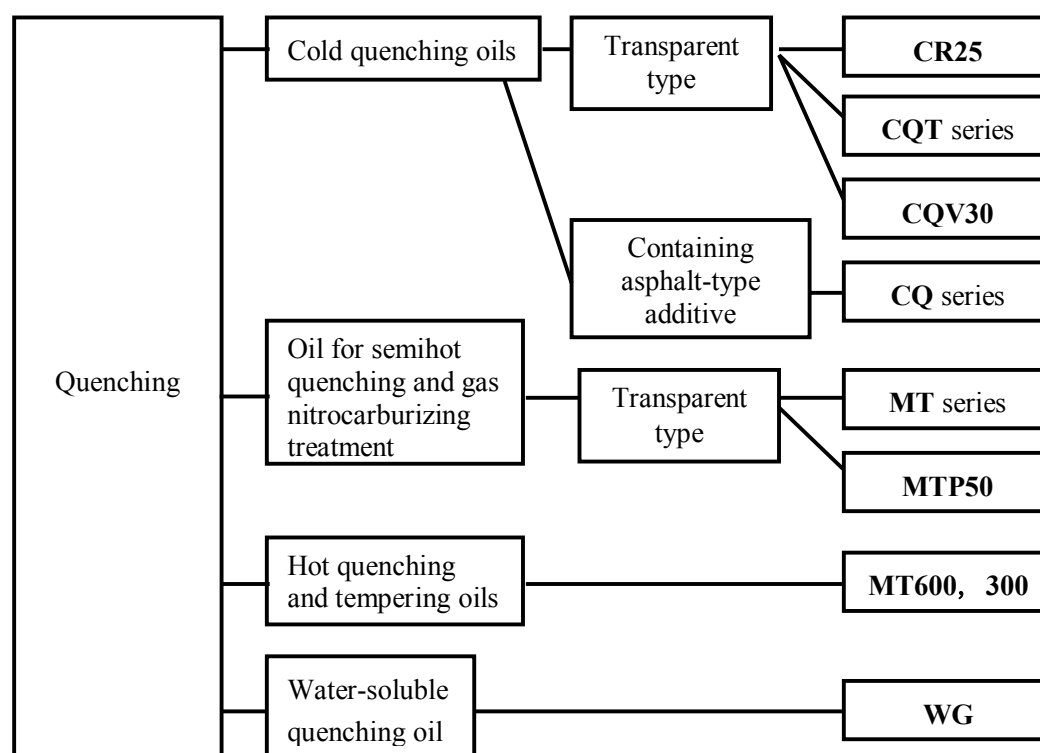 Quenching
Cold quenching oils
Transparent
type
CR25
CQT series
CQV30
Containing
asphalt-type
additive
CQ series
Oil for semihot
quenching and gas
nitrocarburizing
treatment
Transparent
type
MT series
MTP50
Hot quenching
and tempering oils
MT600，300
Water-soluble
quenching oil
WG